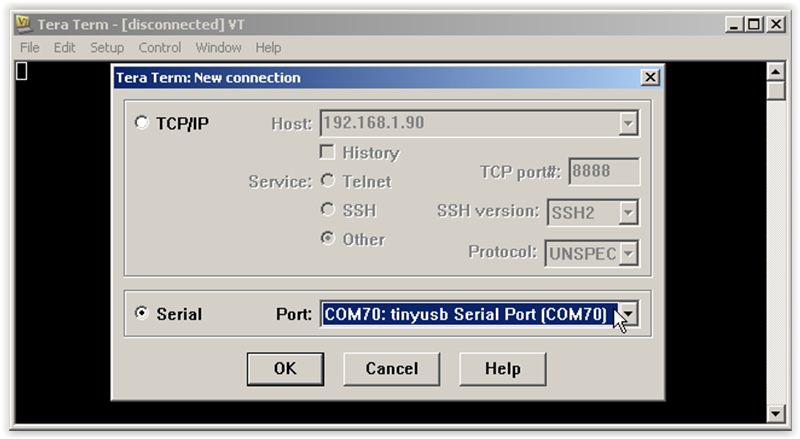 Tera Term - [disconnected] VT
File Edit Setup Control Window Help
Tera Term: New connection
TCP/IP Host: 192.168.1.90
History
Service: Telnet TCP port#: 8888
SSH SSH version: SSH2
Other Protocol: UNSPEC
Serial Port: COM70: tinyusb Serial Port (COM70)
OK Cancel Help